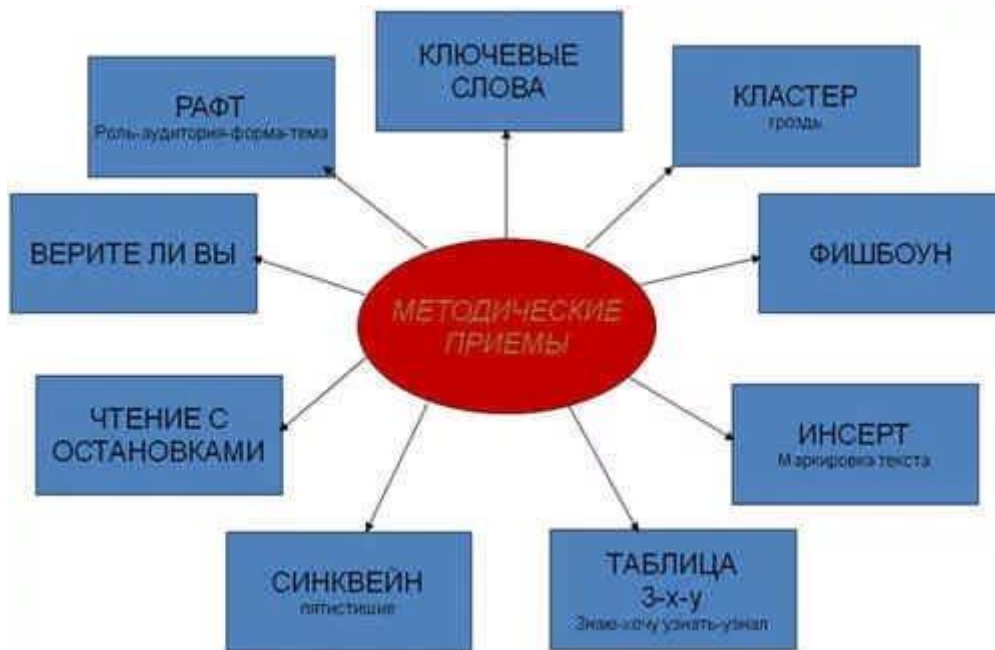 КЛЮЧЕВЫЕ
СЛОВА
РАФТ
Роль-аудитория-форма-тема
КЛАСТЕР
гроздь
ВЕРИТЕ ЛИ ВЫ
ФИШБОУН
МЕТОДИЧЕСКИЕ
ПРИЕМЫ
ЧТЕНИЕ С
ОСТАНОВКАМИ
ИНСЕРТ
Маркировка текста
СИНКВЕЙН
пятистишие
ТАБЛИЦА
З-х-у
Знаю-хочу узнать-узнал